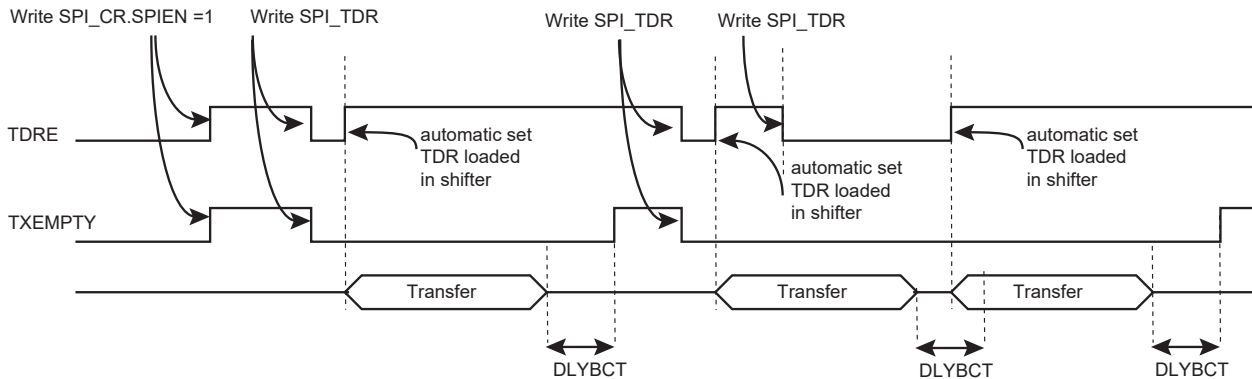 Write SPI_CR.SPIEN =1
Write SPI_TDR
Write SPI_TDR
Write SPI_TDR
TDRE
automatic set
TDR loaded
in shifter
automatic set
TDR loaded
in shifter
automatic set
TDR loaded
in shifter
TXEMPTY
Transfer
Transfer
Transfer
DLYBCT
DLYBCT
DLYBCT